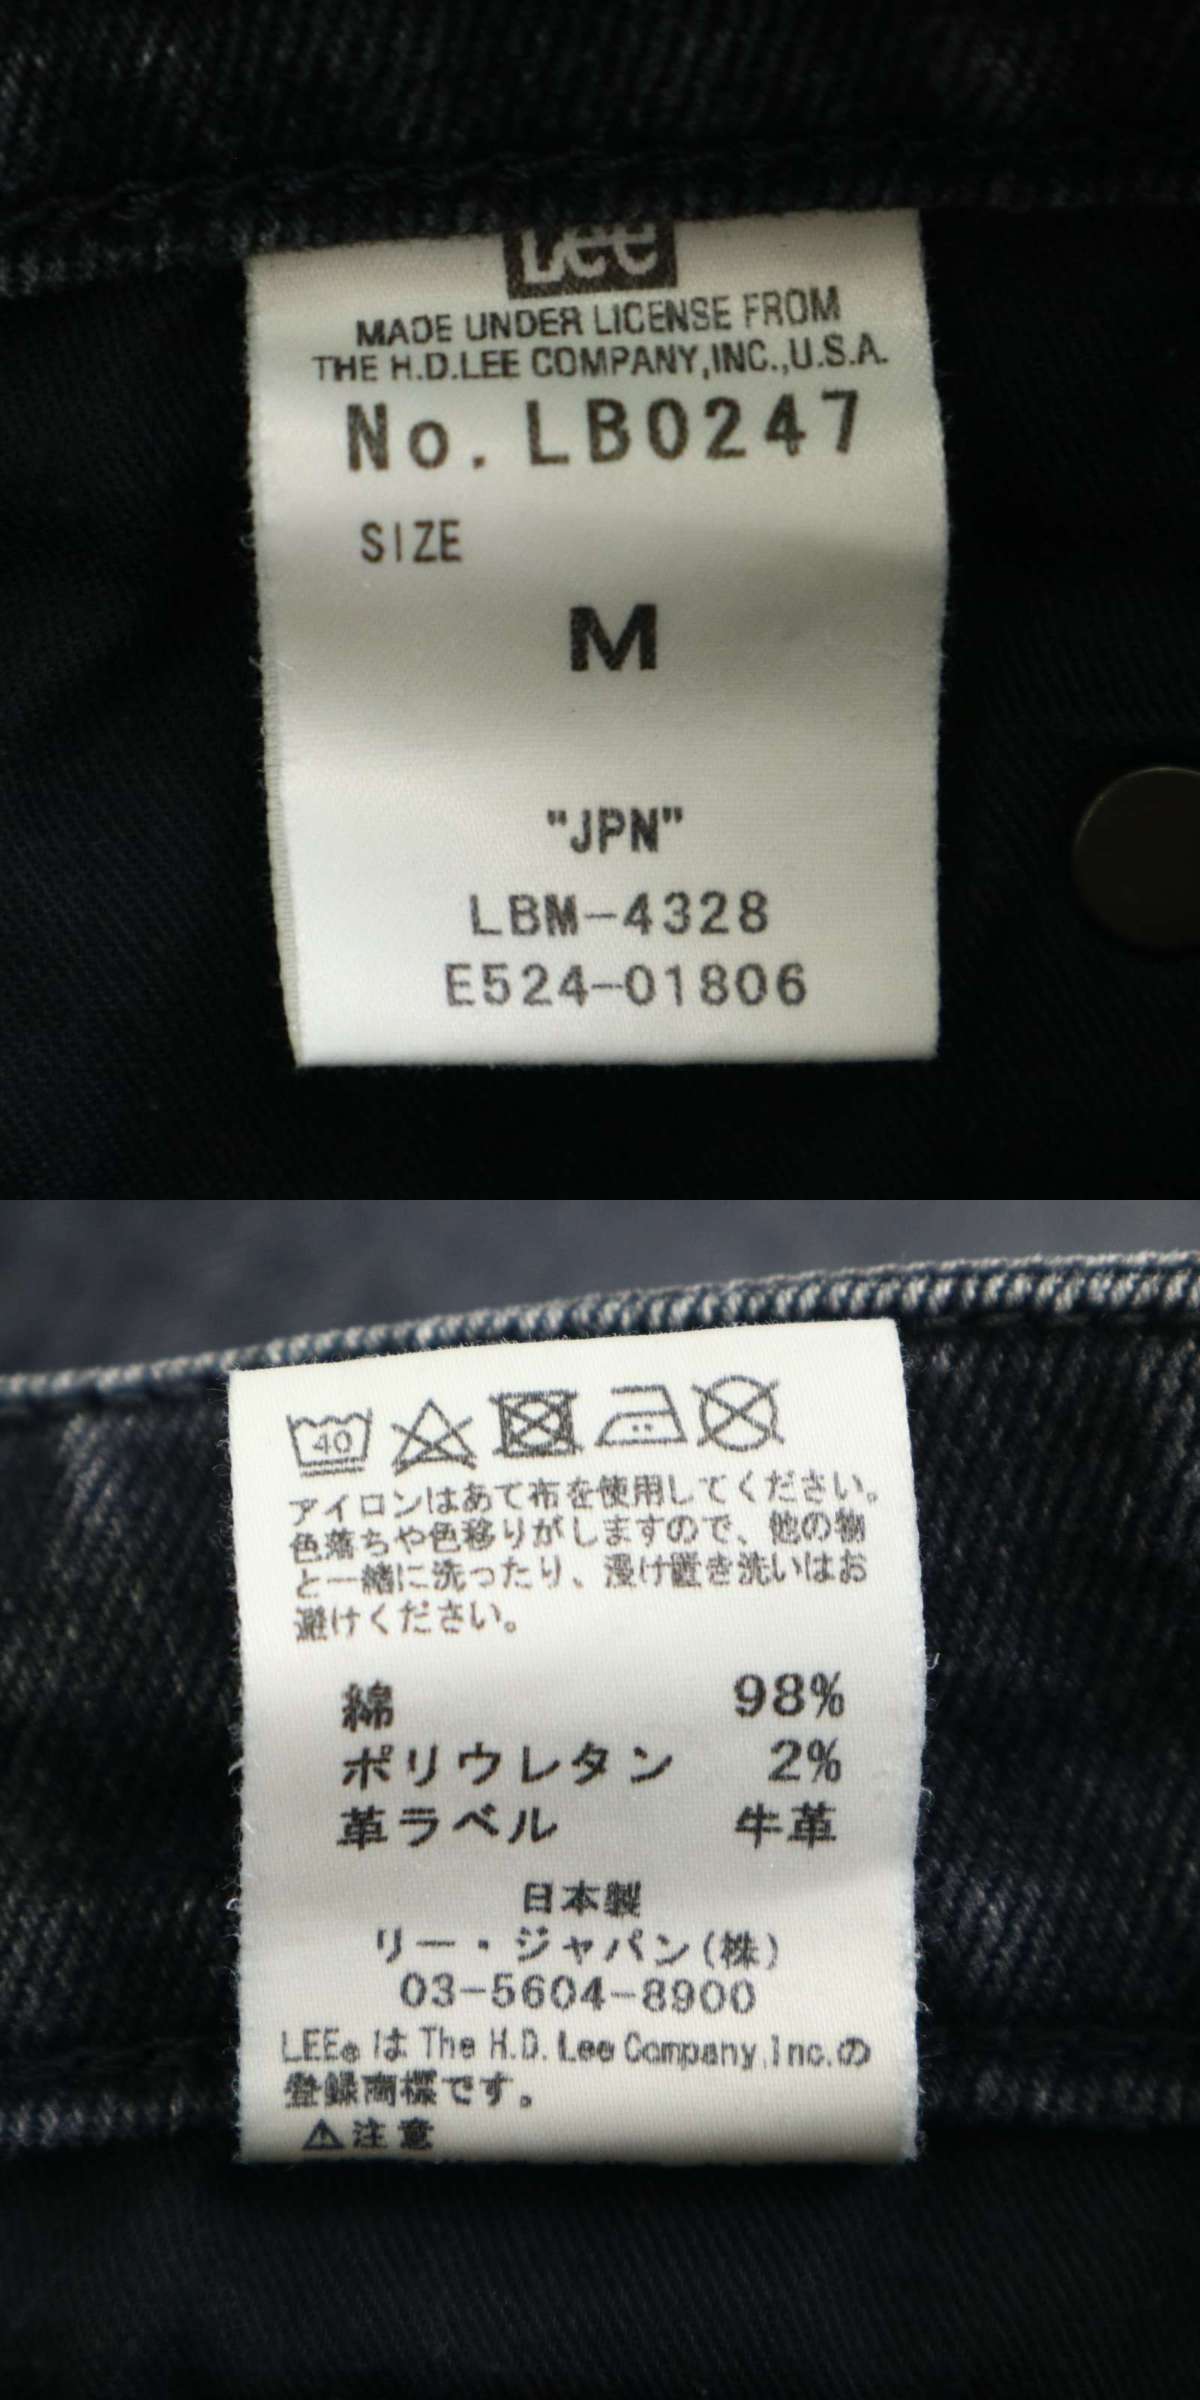 Lee
MADE UNDER LICENSE FROM
THE H.D.LEE COMPANY,INC.,U.S.A.
No. LB0247
SIZE
M
"JPN"
LBM-4328
E524-01806
40
アイロンはあて布を使用してください。
色落ちや色移りがしますので、他の物
と一緒に洗ったり、浸け置き洗いはお
避けください。
綿 98%
ポリウレタン 2%
革ラベル 牛革
日本製
リー・ジャパン(株)
03-5604-8900
LEE®は The H.D. Lee Company,Inc.の
登録商標です。
⚠注意